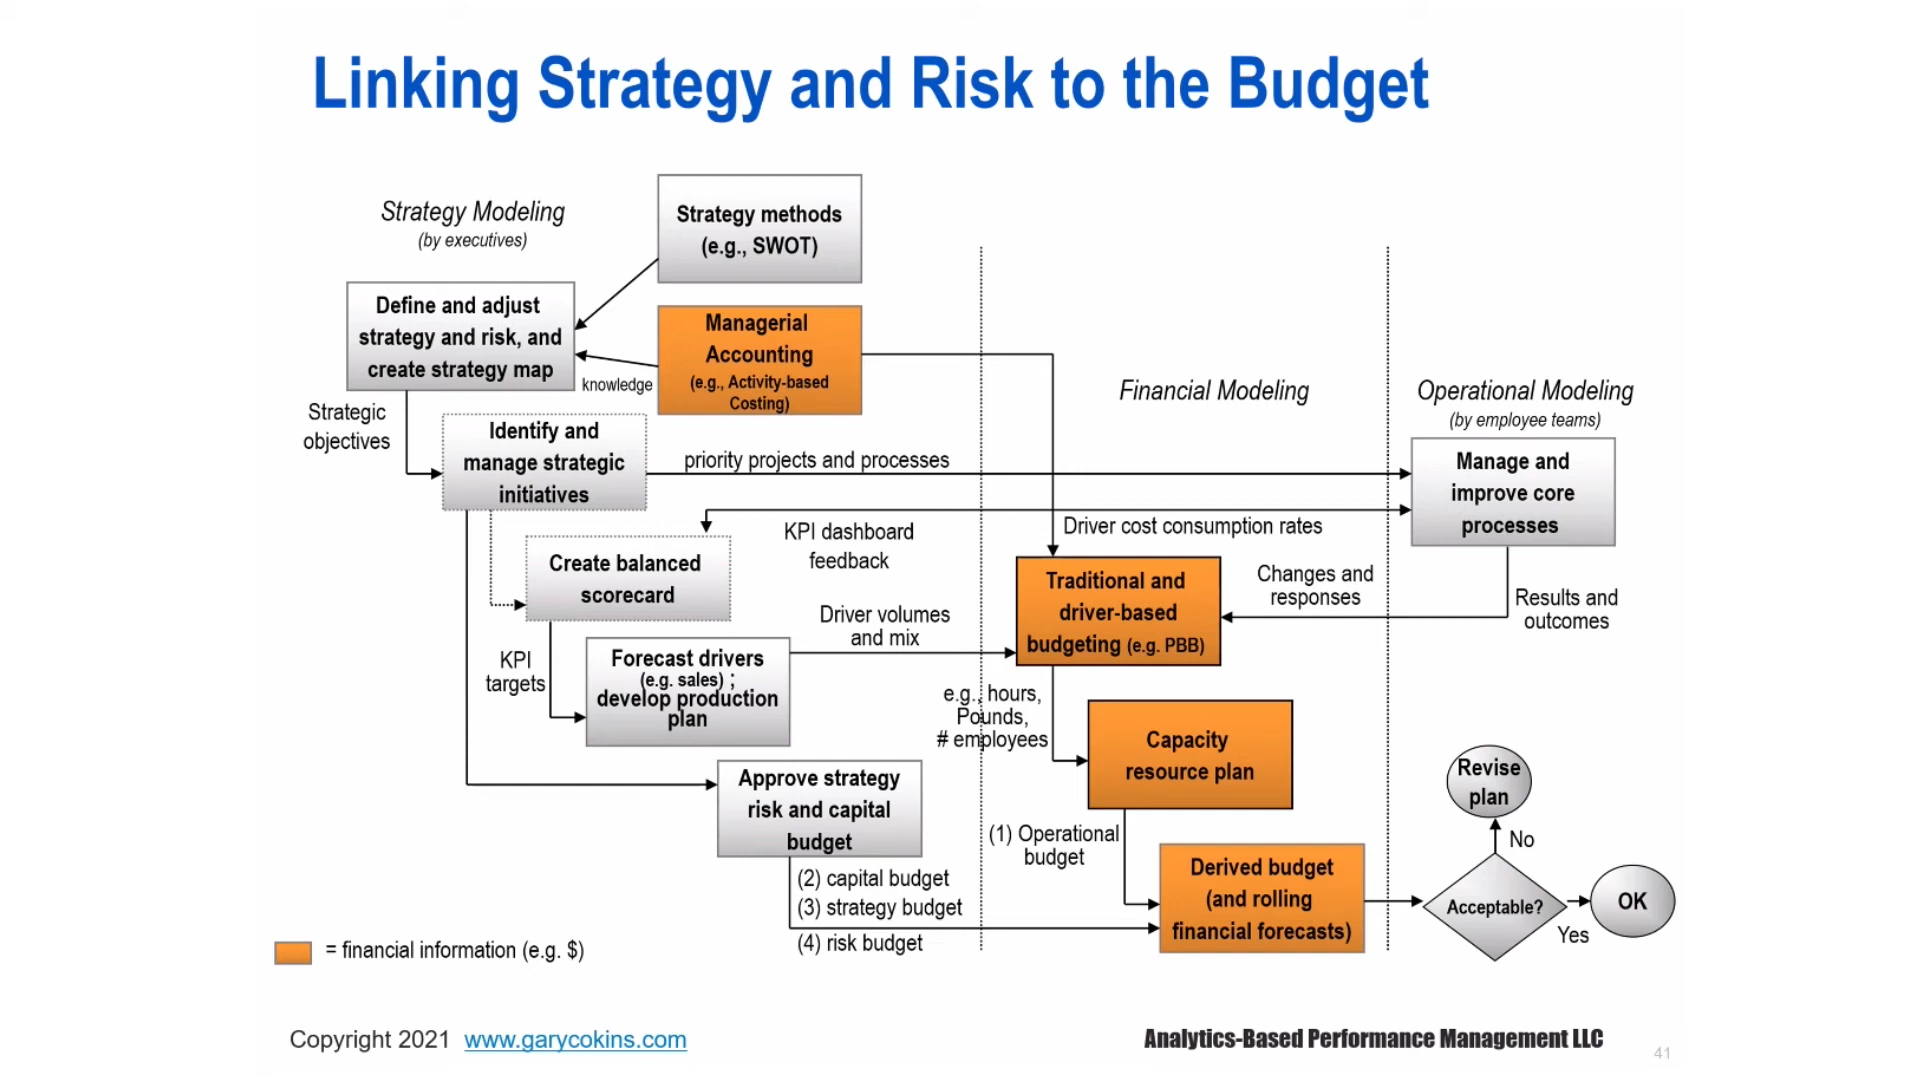 Linking Strategy and Risk to the Budget
Strategy Modeling
(by executives)
Strategy methods
(e.g., SWOT)
Define and adjust
strategy and risk, and
create strategy map
Managerial
Accounting
(e.g., Activity-based
Costing)
knowledge
Financial Modeling
Operational Modeling
(by employee teams)
Strategic
objectives
Identify and
manage strategic
initiatives
priority projects and processes
Manage and
improve core
processes
KPI dashboard
feedback
Driver cost consumption rates
Create balanced
scorecard
Traditional and
driver-based
budgeting (e.g. PBB)
Changes and
responses
Results and
outcomes
Driver volumes
and mix
KPI
targets
Forecast drivers
(e.g. sales) ;
develop production
plan
e.g., hours,
Pounds,
# employees
Capacity
resource plan
Approve strategy
risk and capital
budget
(1) Operational
budget
Revise
plan
No
(2) capital budget
(3) strategy budget
(4) risk budget
Derived budget
(and rolling
financial forecasts)
Acceptable?
OK
Yes
= financial information (e.g. $)
Copyright 2021 www.garycokins.com
Analytics-Based Performance Management LLC
41